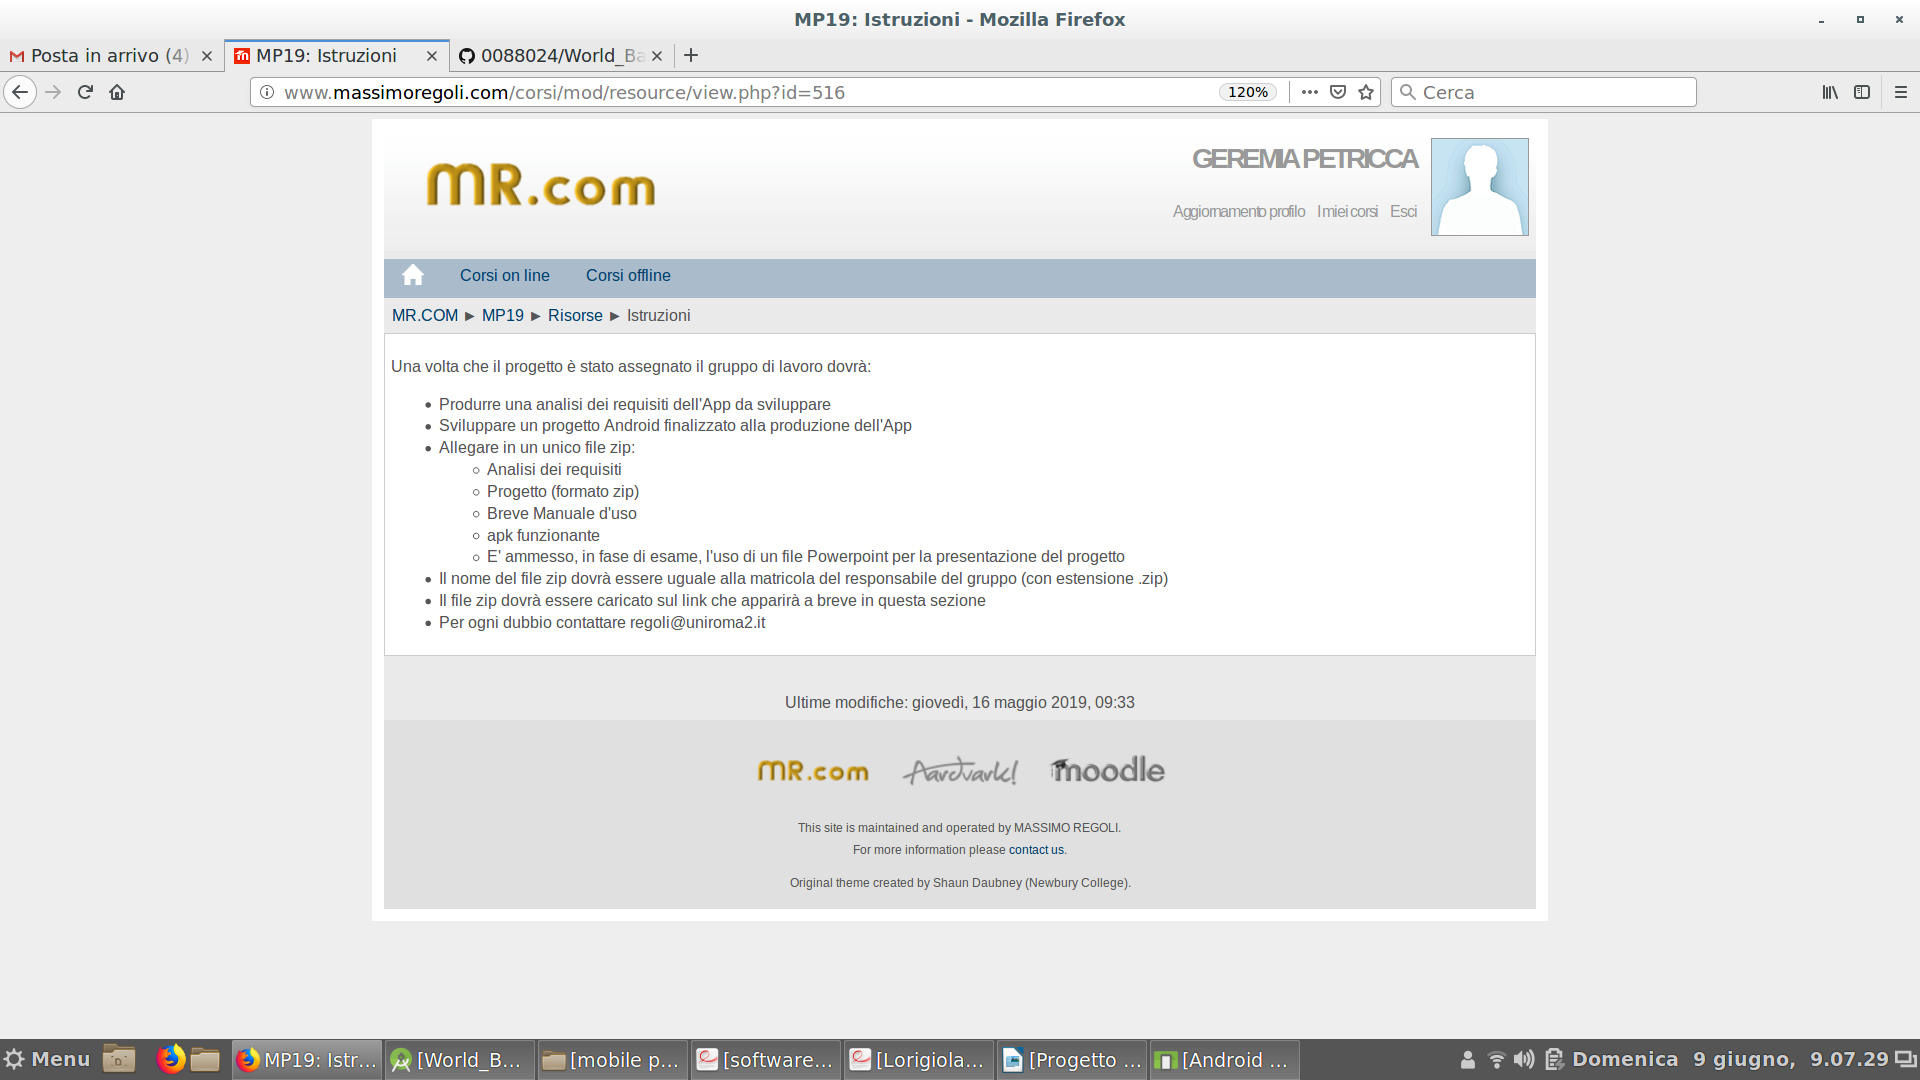 MP19: Istruzioni - Mozilla Firefox
Posta in arrivo (4)
MP19: Istruzioni
0088024/World_Ba
www.massimoregoli.com/corsi/mod/resource/view.php?id=516
120%
Cerca
MR.com
GEREMIA PETRICCA
Aggiornamento profilo I miei corsi Esci
Corsi on line Corsi offline
MR.COM ► MP19 ► Risorse ► Istruzioni
Una volta che il progetto è stato assegnato il gruppo di lavoro dovrà:
• Produrre una analisi dei requisiti dell'App da sviluppare
• Sviluppare un progetto Android finalizzato alla produzione dell'App
• Allegare in un unico file zip:
◦ Analisi dei requisiti
◦ Progetto (formato zip)
◦ Breve Manuale d'uso
◦ apk funzionante
◦ E' ammesso, in fase di esame, l'uso di un file Powerpoint per la presentazione del progetto
• Il nome del file zip dovrà essere uguale alla matricola del responsabile del gruppo (con estensione .zip)
• Il file zip dovrà essere caricato sul link che apparirà a breve in questa sezione
• Per ogni dubbio contattare regoli@uniroma2.it
Ultime modifiche: giovedì, 16 maggio 2019, 09:33
MR.com Aardvark! moodle
This site is maintained and operated by MASSIMO REGOLI.
For more information please contact us.
Original theme created by Shaun Daubney (Newbury College).
Menu
MP19: Istr...
[World_B...
[mobile p...
[software...
[Lorigiola...
[Progetto ...
[Android ...
Domenica 9 giugno, 9.07.29